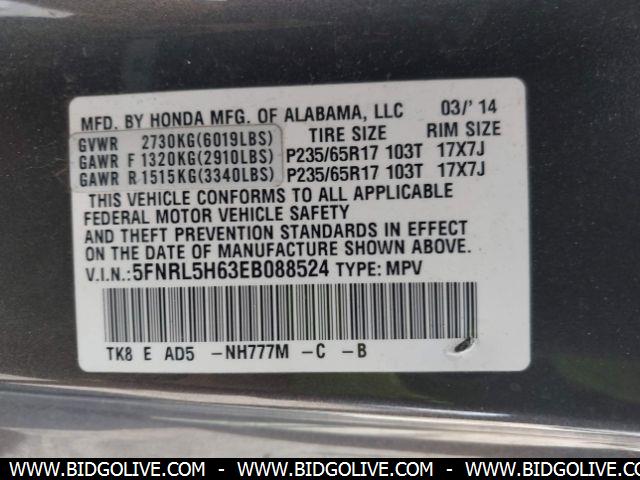 MFD. BY HONDA MFG. OF ALABAMA, LLC 03/'14
GVWR 2730KG(6019LBS) TIRE SIZE RIM SIZE
GAWR F 1320KG(2910LBS) P235/65R17 103T 17X7J
GAWR R 1515KG(3340LBS) P235/65R17 103T 17X7J
THIS VEHICLE CONFORMS TO ALL APPLICABLE
FEDERAL MOTOR VEHICLE SAFETY
AND THEFT PREVENTION STANDARDS IN EFFECT
ON THE DATE OF MANUFACTURE SHOWN ABOVE.
V.I.N.:5FNRL5H63EB088524 TYPE: MPV
TK8 E AD5 -NH777M -C -B
WWW.BIDGOLIVE.COM - WWW.BIDGOLIVE.COM - WWW.BIDGOLIVE.COM